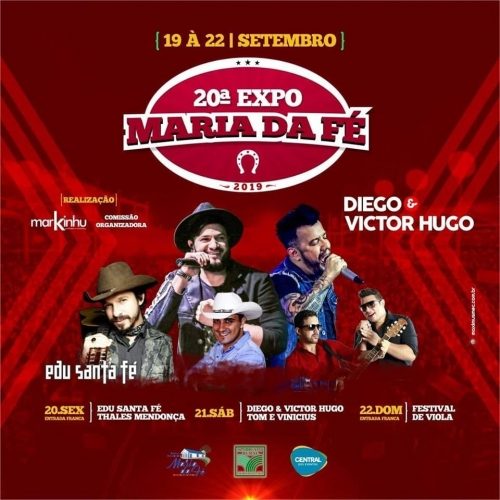 { 19 À 22 | SETEMBRO }
20ª EXPO
MARIA DA FÉ
2019
[REALIZAÇÃO]
marKinhu
COMISSÃO
ORGANIZADORA
DIEGO &
VICTOR HUGO
edu santa fé
20.SEX
ENTRADA FRANCA
EDU SANTA FÉ
THALES MENDONÇA
21.SÁB
DIEGO & VICTOR HUGO
TOM E VINICIUS
22.DOM
ENTRADA FRANCA
FESTIVAL
DE VIOLA
CENTRAL